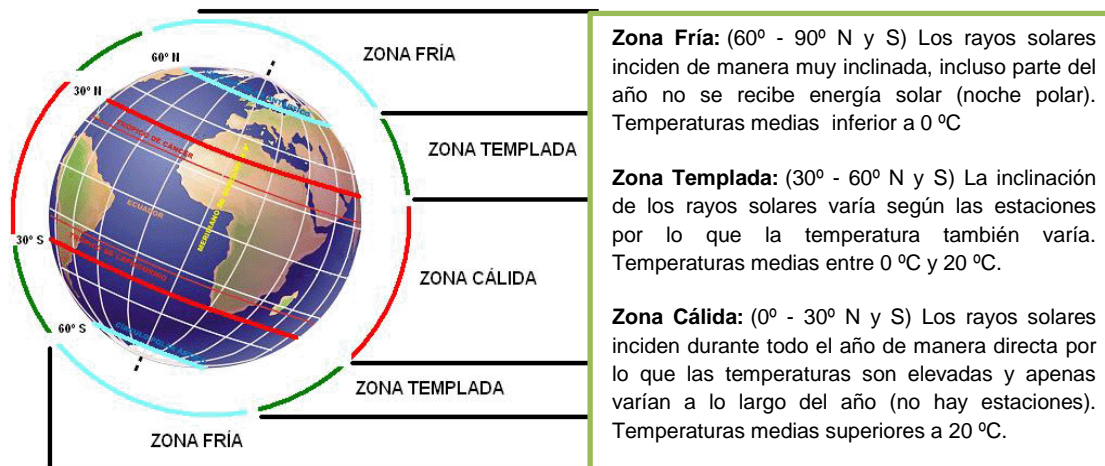 ZONA FRÍA
60º N
30º N
TROPICO DE CANCER
ZONA TEMPLADA
ECUADOR
MERIDIANO DE
30º S
ZONA CÁLIDA
60º S
ZONA TEMPLADA
ZONA FRÍA
Zona Fría: (60º - 90º N y S) Los rayos solares
inciden de manera muy inclinada, incluso parte del
año no se recibe energía solar (noche polar).
Temperaturas medias inferior a 0 ºC
Zona Templada: (30º - 60º N y S) La inclinación
de los rayos solares varía según las estaciones
por lo que la temperatura también varía.
Temperaturas medias entre 0 ºC y 20 ºC.
Zona Cálida: (0º - 30º N y S) Los rayos solares
inciden durante todo el año de manera directa por
lo que las temperaturas son elevadas y apenas
varían a lo largo del año (no hay estaciones).
Temperaturas medias superiores a 20 ºC.